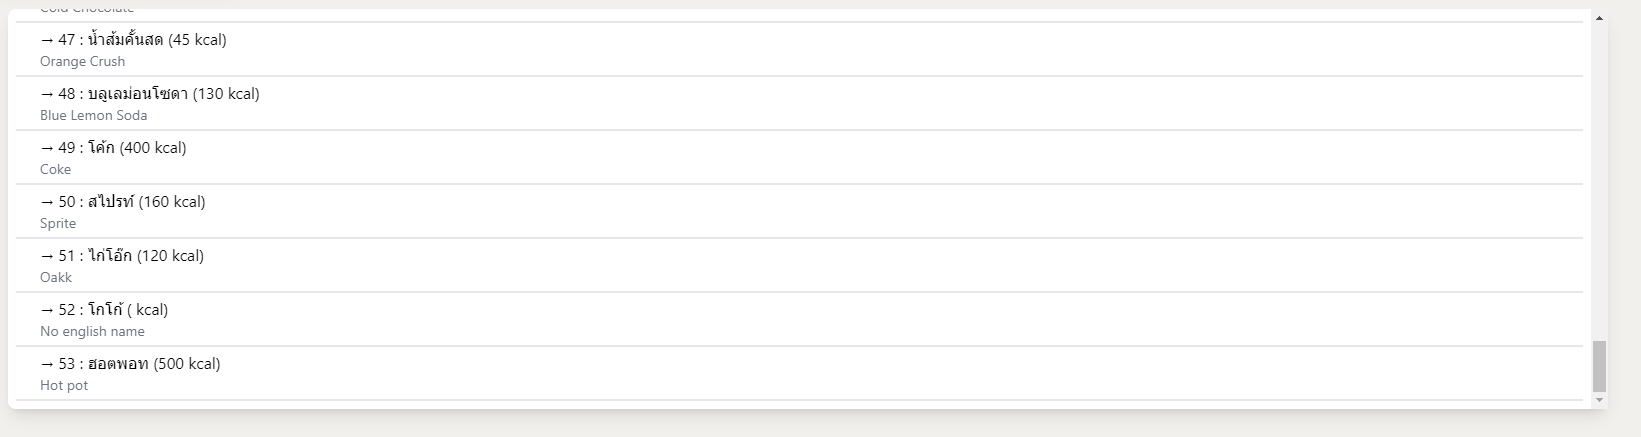 Cold Chocolate
→ 47 : น้ำส้มคั้นสด (45 kcal)
Orange Crush
→ 48 : บลูเลม่อนโซดา (130 kcal)
Blue Lemon Soda
→ 49 : โค้ก (400 kcal)
Coke
→ 50 : สไปรท์ (160 kcal)
Sprite
→ 51 : ไก่โอ๊ก (120 kcal)
Oakk
→ 52 : โกโก้ ( kcal)
No english name
→ 53 : ฮอตพอท (500 kcal)
Hot pot